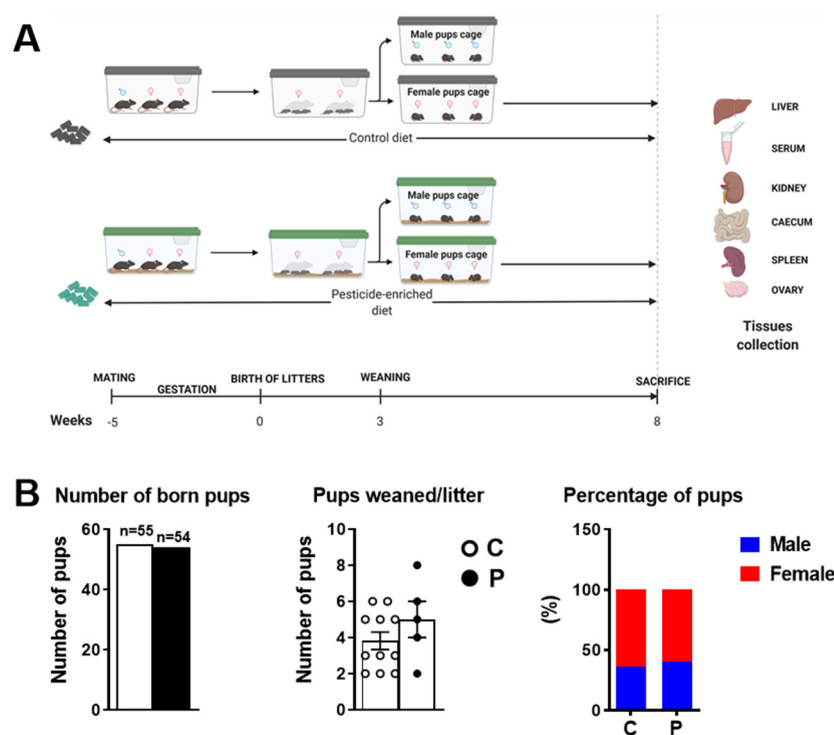 A
Male pups cage
♂ ♂ ♂
♂ ♀ ♀
♀ ♀
Female pups cage
♀ ♀ ♀
Control diet
Male pups cage
♂ ♂ ♂
♂ ♀ ♀
♀ ♀
Female pups cage
♀ ♀ ♀
Pesticide-enriched
diet
LIVER
SERUM
KIDNEY
CAECUM
SPLEEN
OVARY
Tissues
collection
MATING
GESTATION
BIRTH OF LITTERS
WEANING
SACRIFICE
Weeks
-5
0
3
8
B
Number of born pups
Number of pups
60
40
20
0
n=55
n=54
Pups weaned/litter
Number of pups
10
8
6
4
2
0
C
P
Percentage of pups
(%)
150
100
50
0
C
P
Male
Female